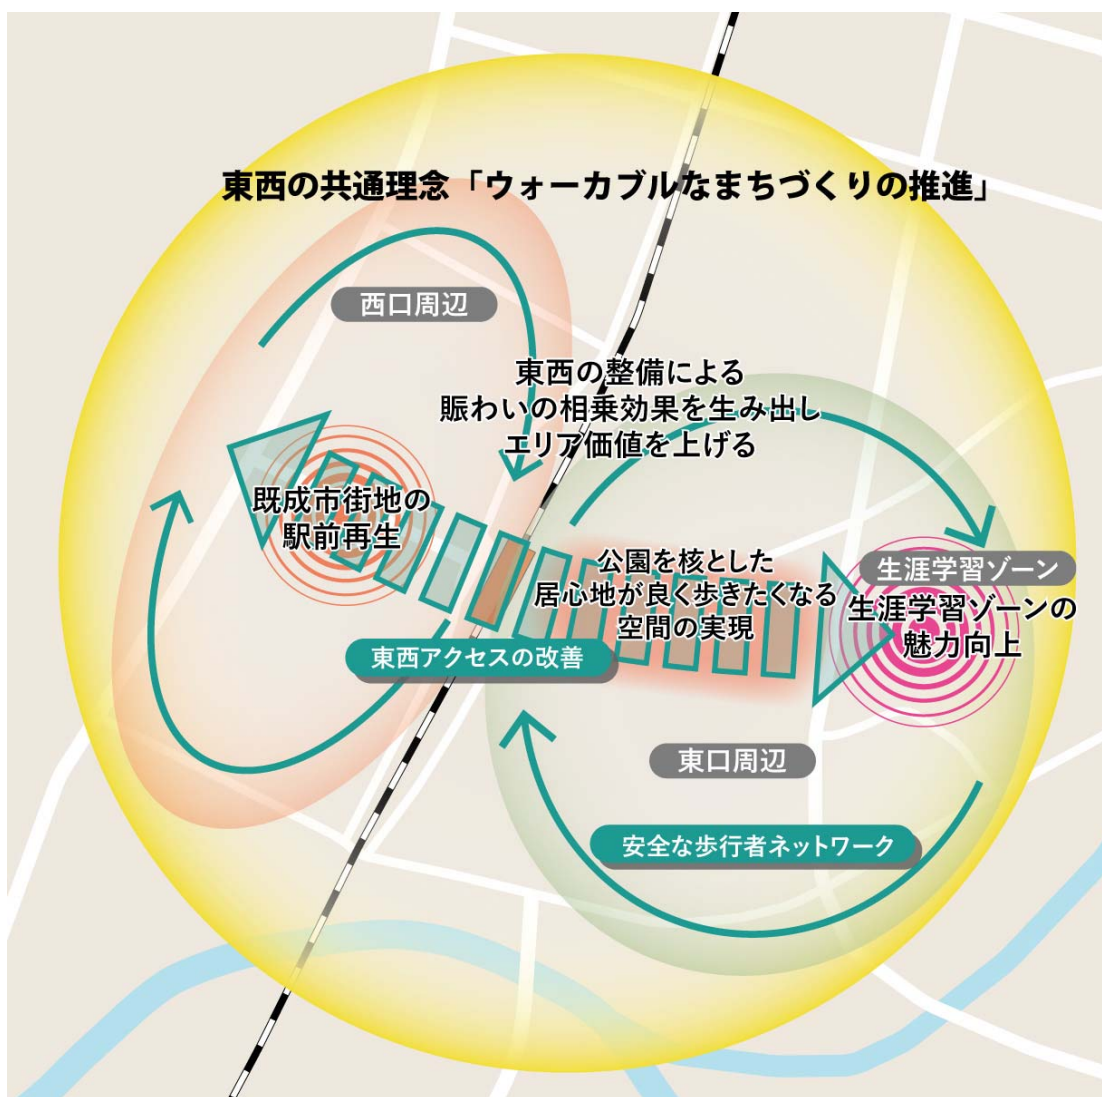 東西の共通理念「ウォーカブルなまちづくりの推進」
西口周辺
東西の整備による
賑わいの相乗効果を生み出し
エリア価値を上げる
既成市街地の
駅前再生
公園を核とした
居心地が良く歩きたくなる
空間の実現
生涯学習ゾーン
生涯学習ゾーンの
魅力向上
東西アクセスの改善
東口周辺
安全な歩行者ネットワーク